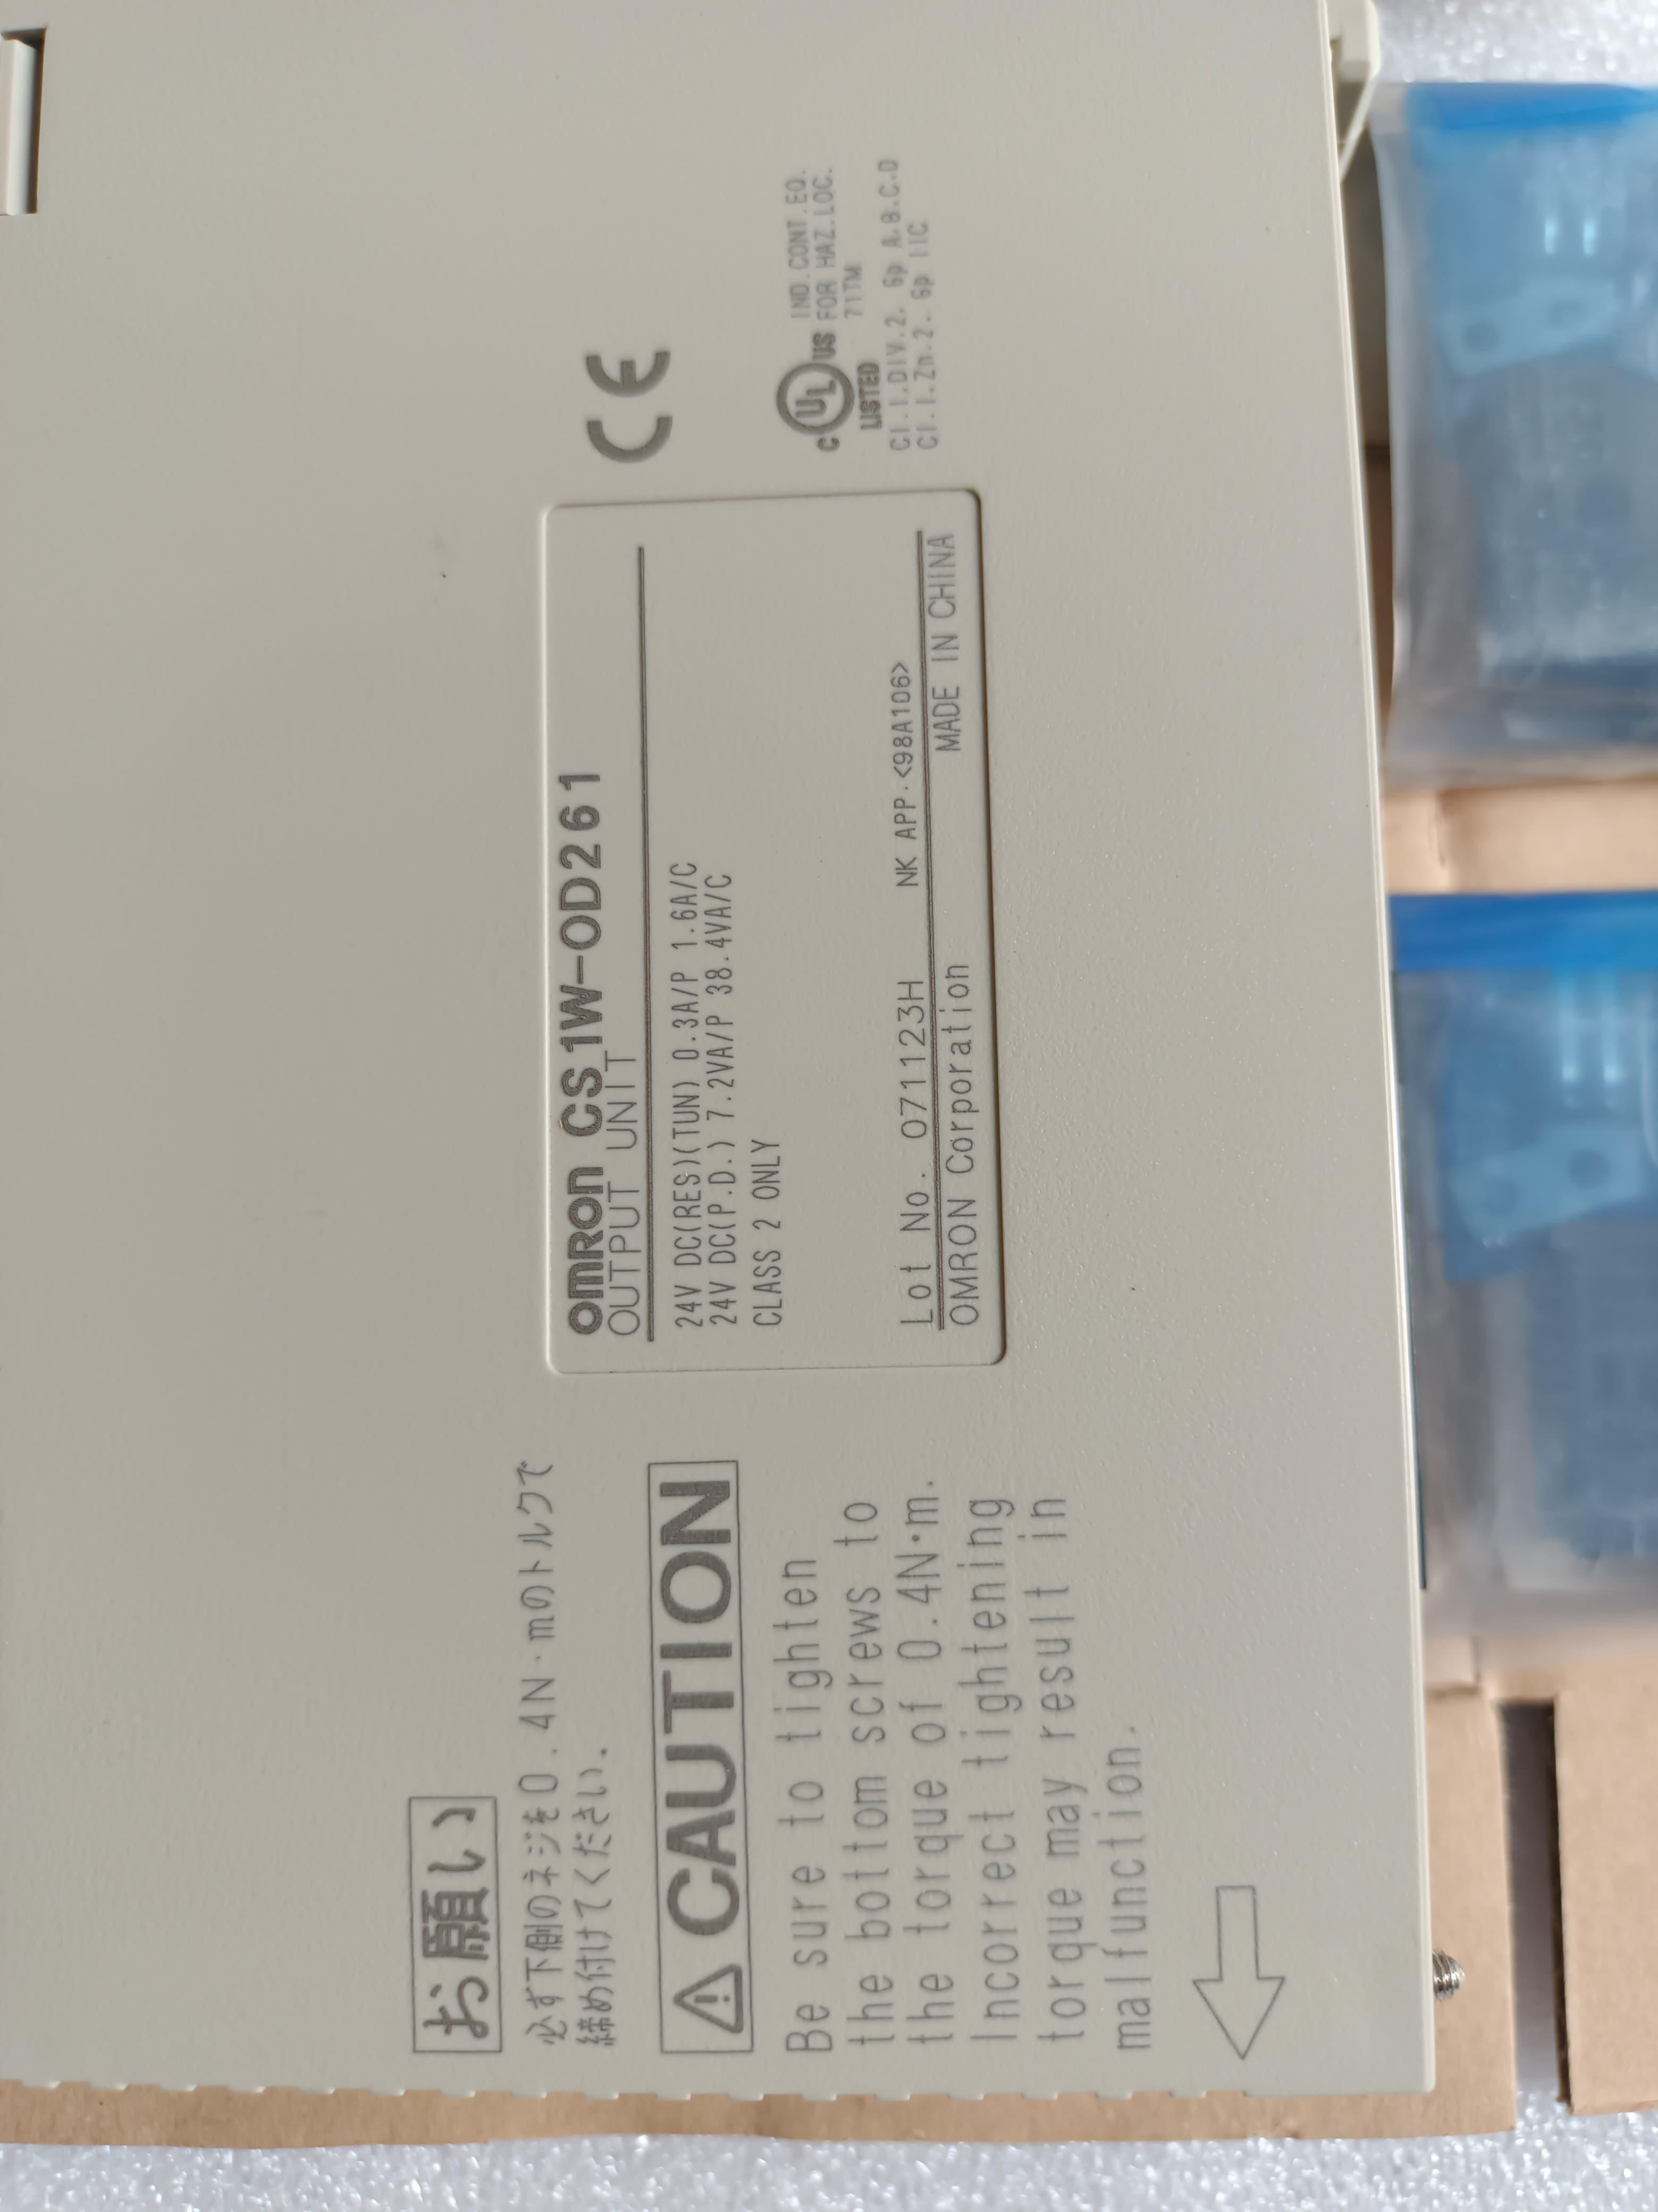 お願い
必ず下側のネジを0.4N・mのトルクで
締め付けてください.
CAUTION
Be sure to tighten
the bottom screws to
the torque of 0.4N・m.
Incorrect tightening
torque may result in
malfunction.
omron CS1W-OD261
OUTPUT UNIT
24V DC(RES)(TUN) 0.3A/P 1.6A/C
24V DC(P.D.) 7.2VA/P 38.4VA/C
CLASS 2 ONLY
Lot No. 071123H NK APP.<98A106>
OMRON Corporation MADE IN CHINA
CE
c UL US
LISTED
IND.CONT.EQ.
FOR HAZ.LOC.
71TM
Cl.I.DIV.2. Gp A.B.C.D
Cl.I.Zn.2. Gp IIC